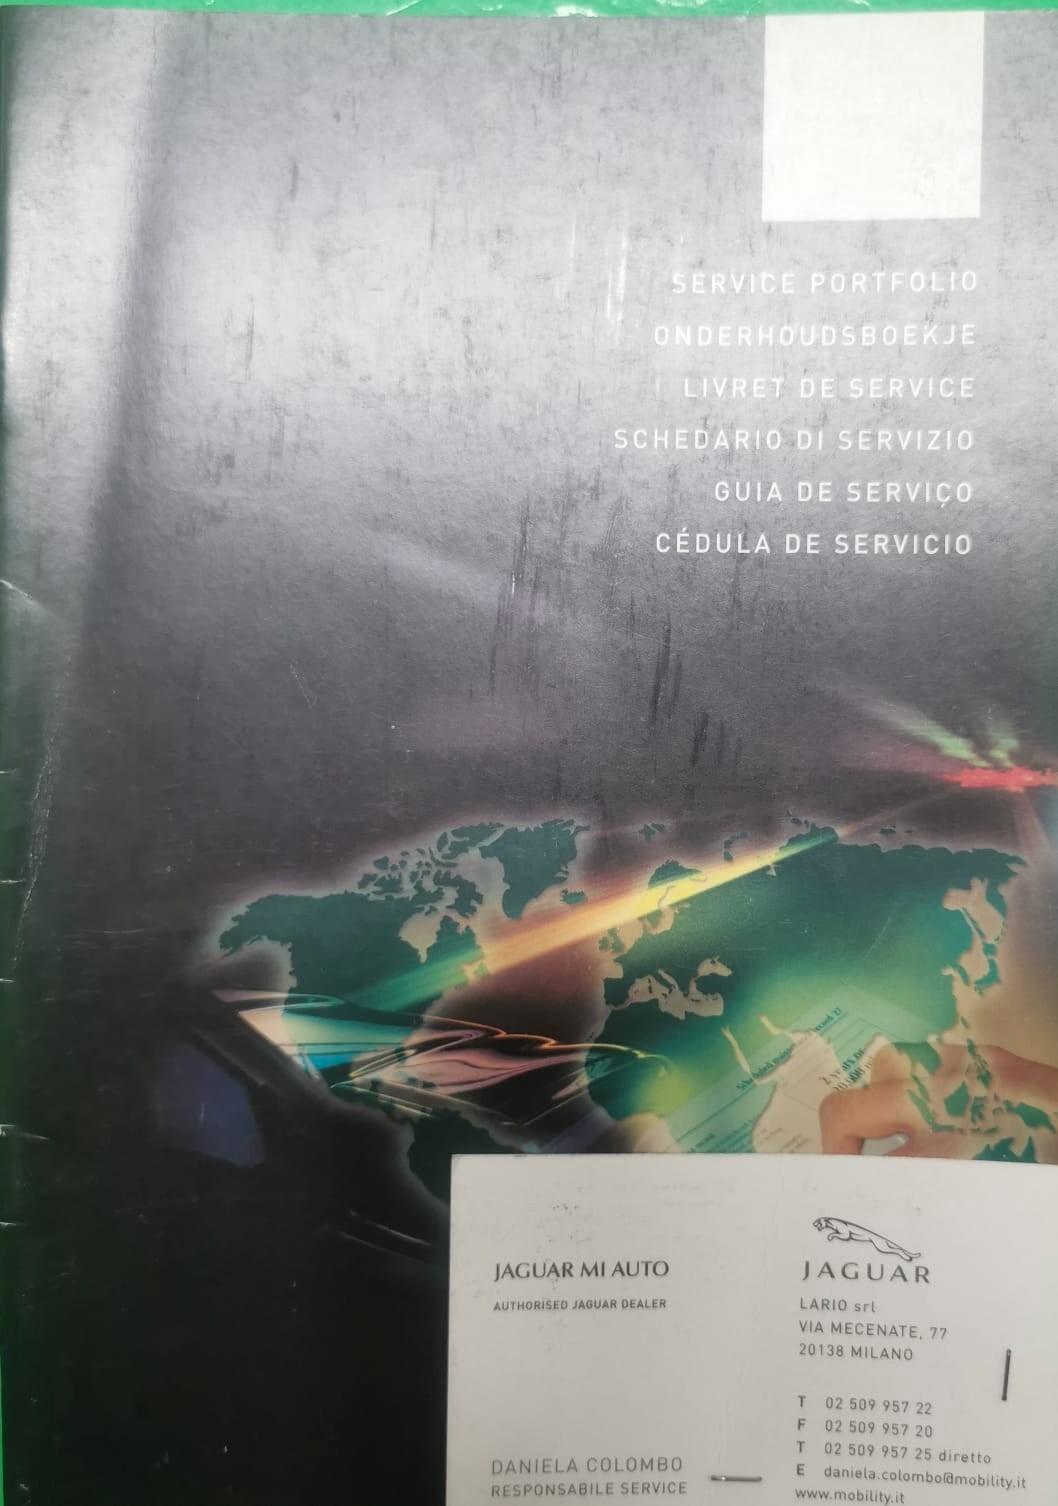 SERVICE PORTFOLIO
ONDERHOUDSBOEKJE
LIVRET DE SERVICE
SCHEDARIO DI SERVIZIO
GUIA DE SERVIÇO
CÉDULA DE SERVICIO
JAGUAR MI AUTO
AUTHORISED JAGUAR DEALER
JAGUAR
LARIO srl
VIA MECENATE, 77
20138 MILANO
T 02 509 957 22
F 02 509 957 20
T 02 509 957 25 diretto
E daniela.colombo@mobility.it
www.mobility.it
DANIELA COLOMBO
RESPONSABILE SERVICE